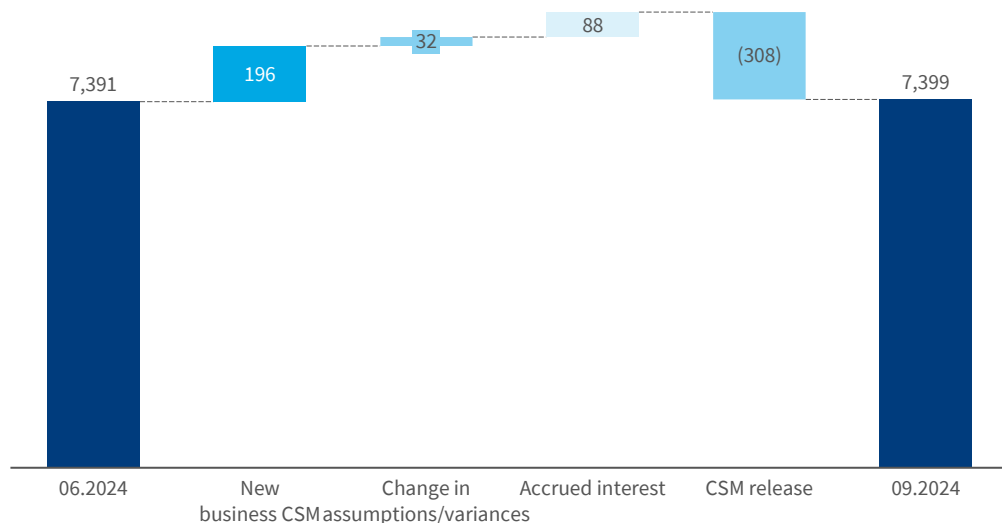 7,391
196
32
88
(308)
7,399
06.2024
New
business CSM
Change in
assumptions/variances
Accrued interest
CSM release
09.2024